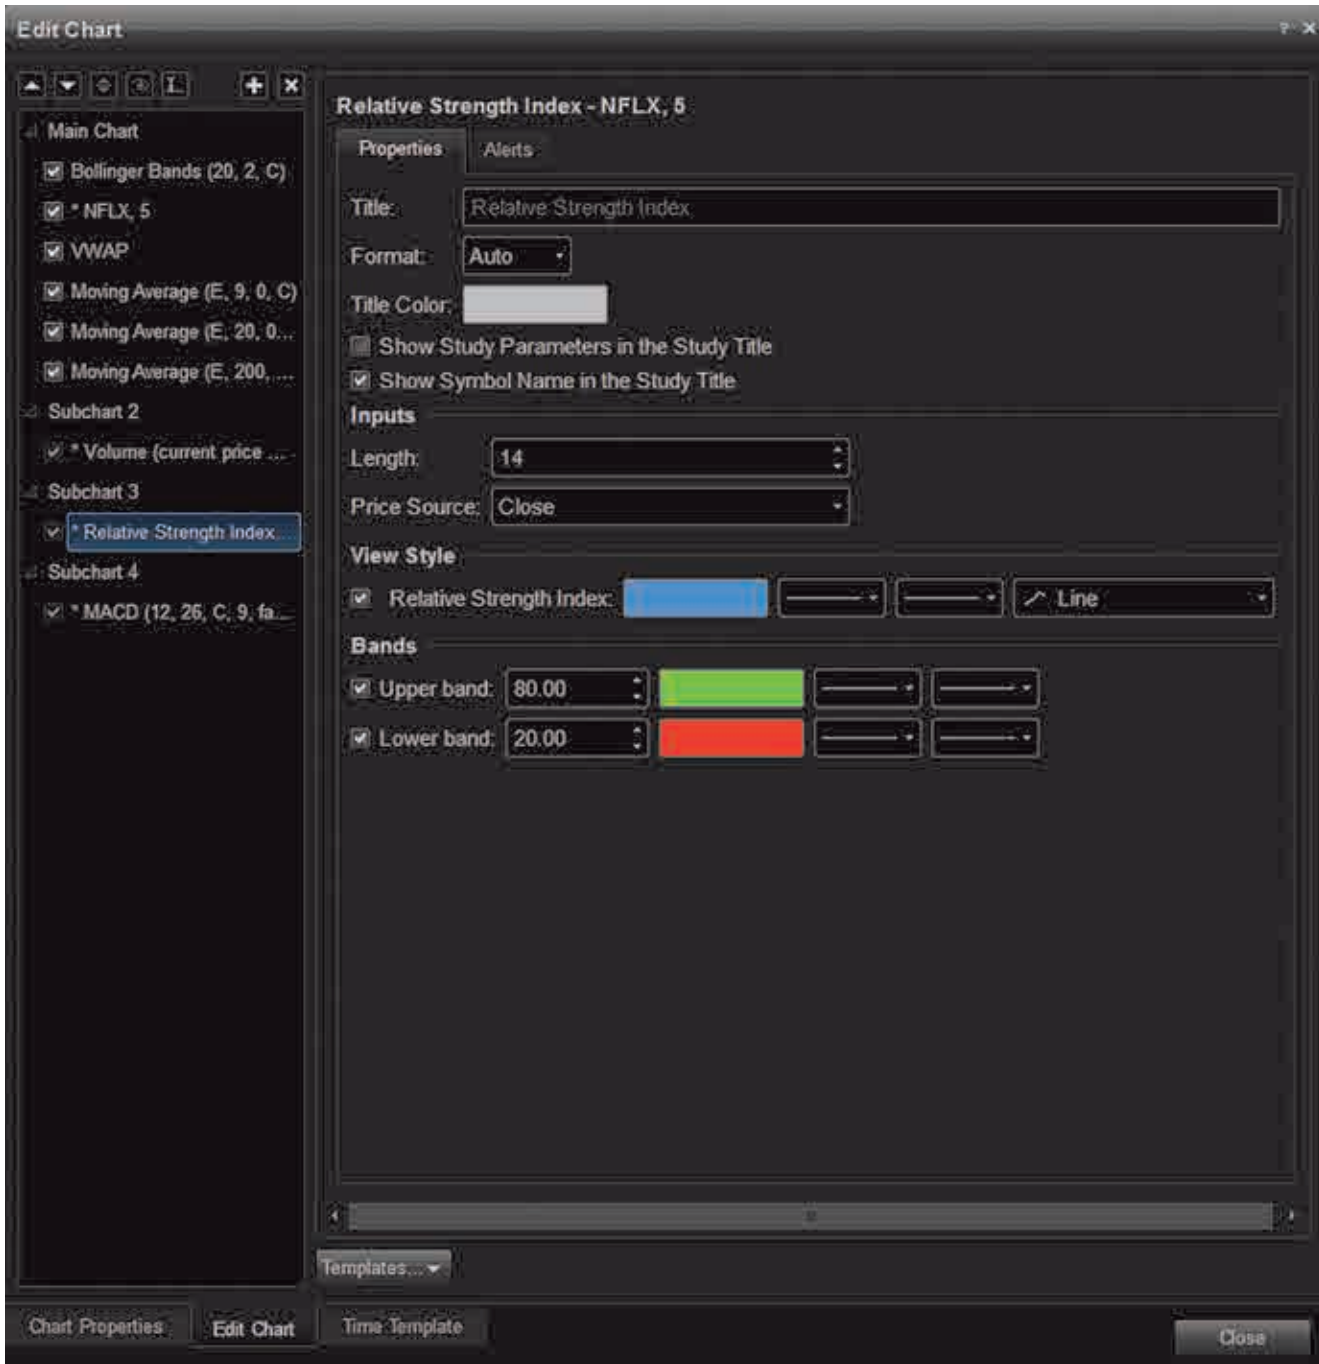 Edit Chart
Main Chart
Bollinger Bands (20, 2, C)
* NFLX, 5
VWAP
Moving Average (E, 9, 0, C)
Moving Average (E, 20, 0...
Moving Average (E, 200, ...
Subchart 2
* Volume (current price ...
Subchart 3
* Relative Strength Index...
Subchart 4
* MACD (12, 26, C, 9, fa...
Relative Strength Index - NFLX, 5
Properties Alerts
Title: Relative Strength Index
Format: Auto
Title Color:
Show Study Parameters in the Study Title
Show Symbol Name in the Study Title
Inputs
Length: 14
Price Source: Close
View Style
Relative Strength Index: Line
Bands
Upper band: 80.00
Lower band: 20.00
Templates...
Chart Properties Edit Chart Time Template Close